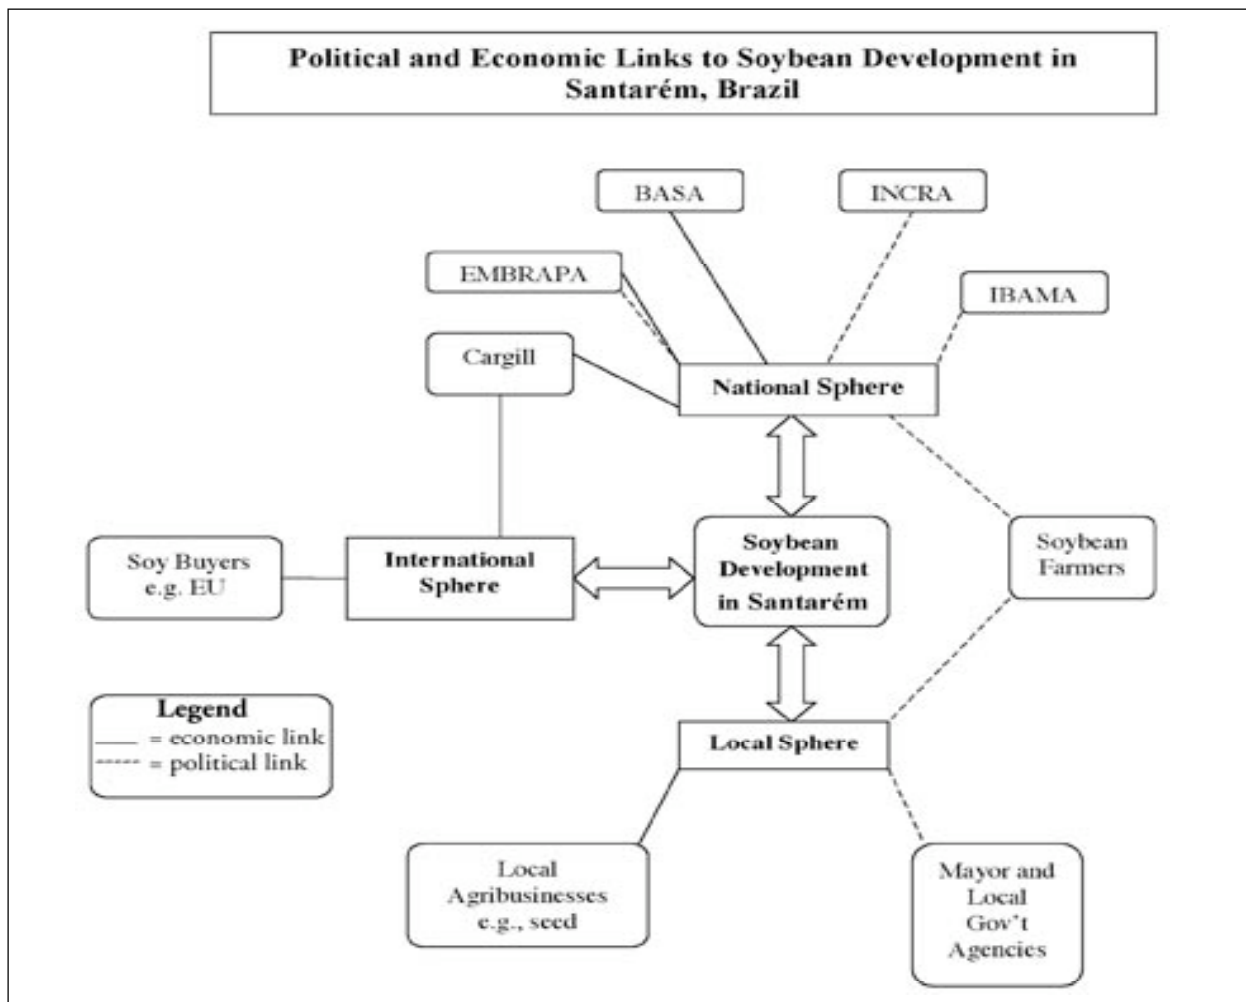 Political and Economic Links to Soybean Development in
Santarém, Brazil
BASA
INCRA
EMBRAPA
IBAMA
Cargill
National Sphere
Soy Buyers
e.g. EU
International
Sphere
Soybean
Development
in Santarém
Soybean
Farmers
Legend
= economic link
= political link
Local Sphere
Local
Agribusinesses
e.g., seed
Mayor and
Local
Gov't
Agencies